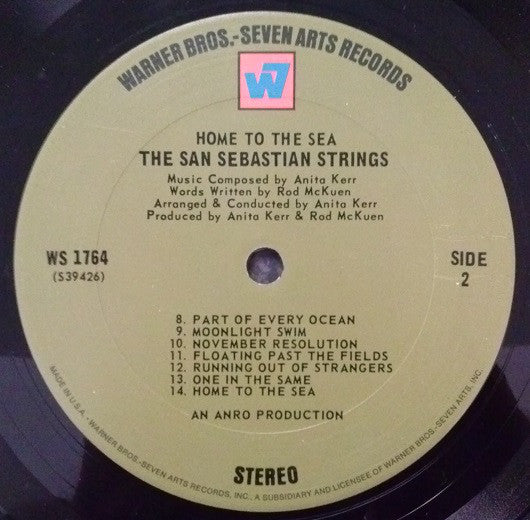 WARNER BROS.-SEVEN ARTS RECORDS
W7
HOME TO THE SEA
THE SAN SEBASTIAN STRINGS
Music Composed by Anita Kerr
Words Written by Rod McKuen
Arranged & Conducted by Anita Kerr
Produced by Anita Kerr & Rod McKuen
WS 1764
(S39426)
SIDE
2
8. PART OF EVERY OCEAN
9. MOONLIGHT SWIM
10. NOVEMBER RESOLUTION
11. FLOATING PAST THE FIELDS
12. RUNNING OUT OF STRANGERS
13. ONE IN THE SAME
14. HOME TO THE SEA
AN ANRO PRODUCTION
STEREO
MADE IN U.S.A. • WARNER BROS.-SEVEN ARTS RECORDS, INC., A SUBSIDIARY AND LICENSEE OF WARNER BROS.-SEVEN ARTS, INC.